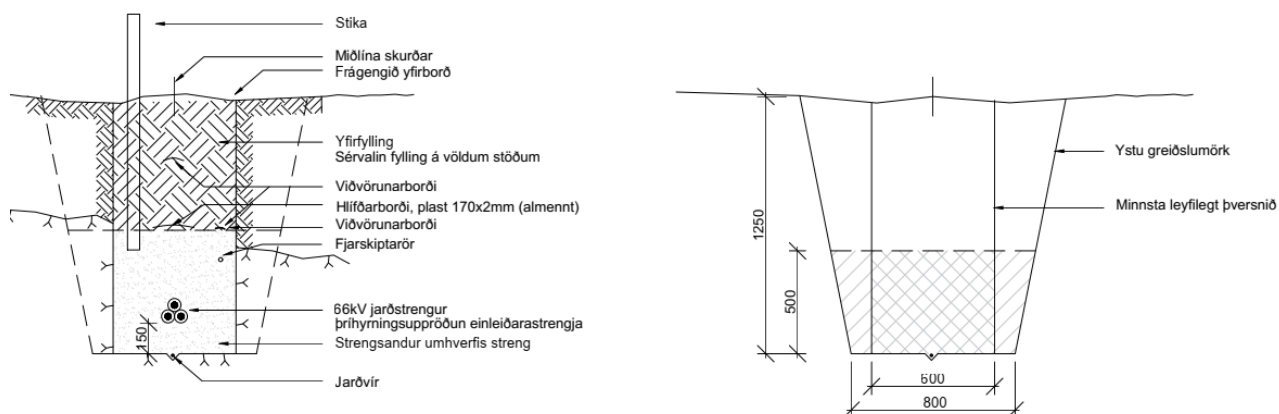 Stika
Miðlína skurðar
Frágengið yfirborð
Yfirfylling
Sérvalin fylling á völdum stöðum
Viðvörunarborði
Hlífðarborði, plast 170x2mm (almennt)
Viðvörunarborði
Fjarskiptarör
66kV jarðstrengur
þríhyrningsuppröðun einleiðarastrengja
Strengsandur umhverfis streng
Jarðvír
150
Ystu greiðslumörk
Minnsta leyfilegt þversnið
1250
500
600
800